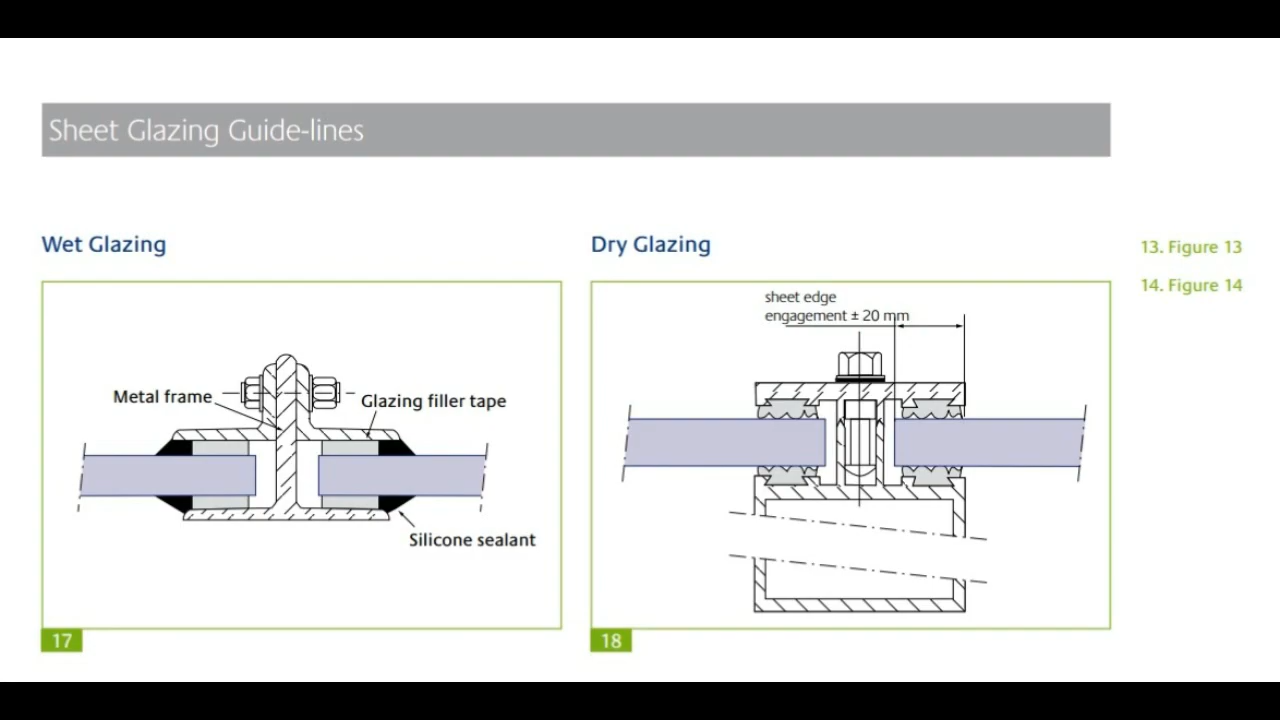 Sheet Glazing Guide-lines
Wet Glazing
Dry Glazing
13. Figure 13
14. Figure 14
Metal frame
Glazing filler tape
Silicone sealant
17
sheet edge
engagement ± 20 mm
18